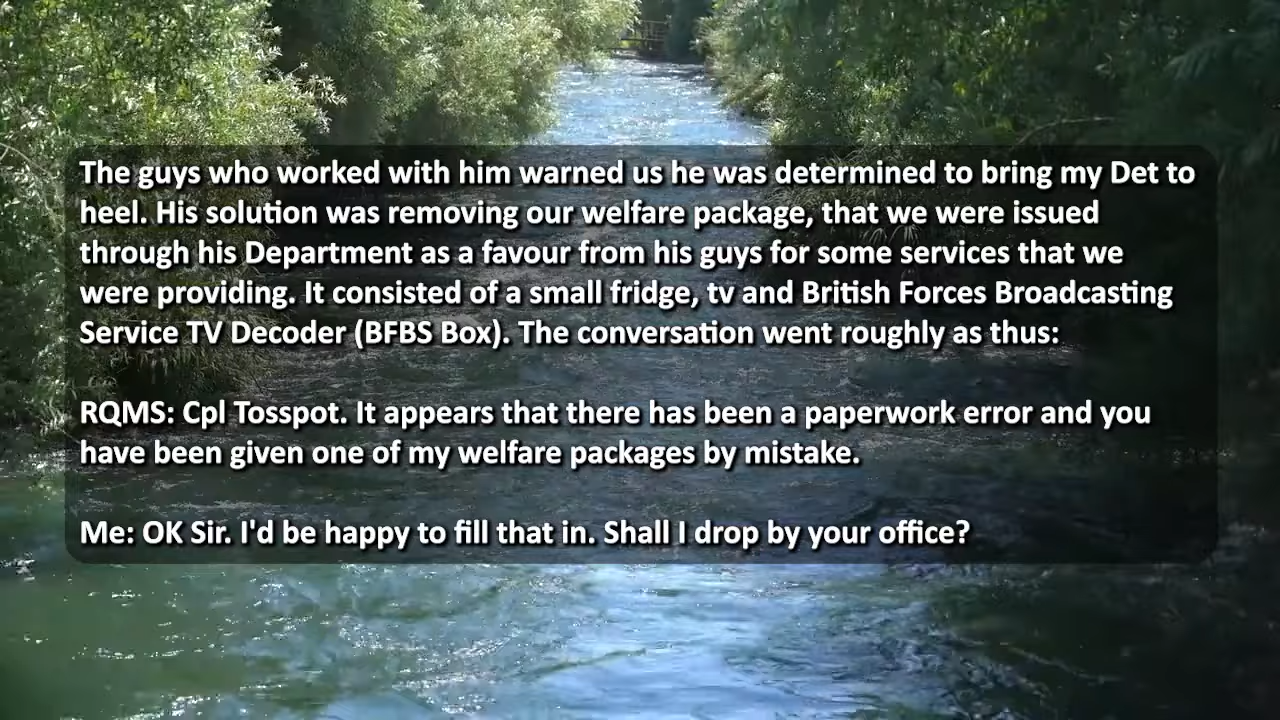 The guys who worked with him warned us he was determined to bring my Det to
heel. His solution was removing our welfare package, that we were issued
through his Department as a favour from his guys for some services that we
were providing. It consisted of a small fridge, tv and British Forces Broadcasting
Service TV Decoder (BFBS Box). The conversation went roughly as thus:
RQMS: Cpl Tosspot. It appears that there has been a paperwork error and you
have been given one of my welfare packages by mistake.
Me: OK Sir. I'd be happy to fill that in. Shall I drop by your office?